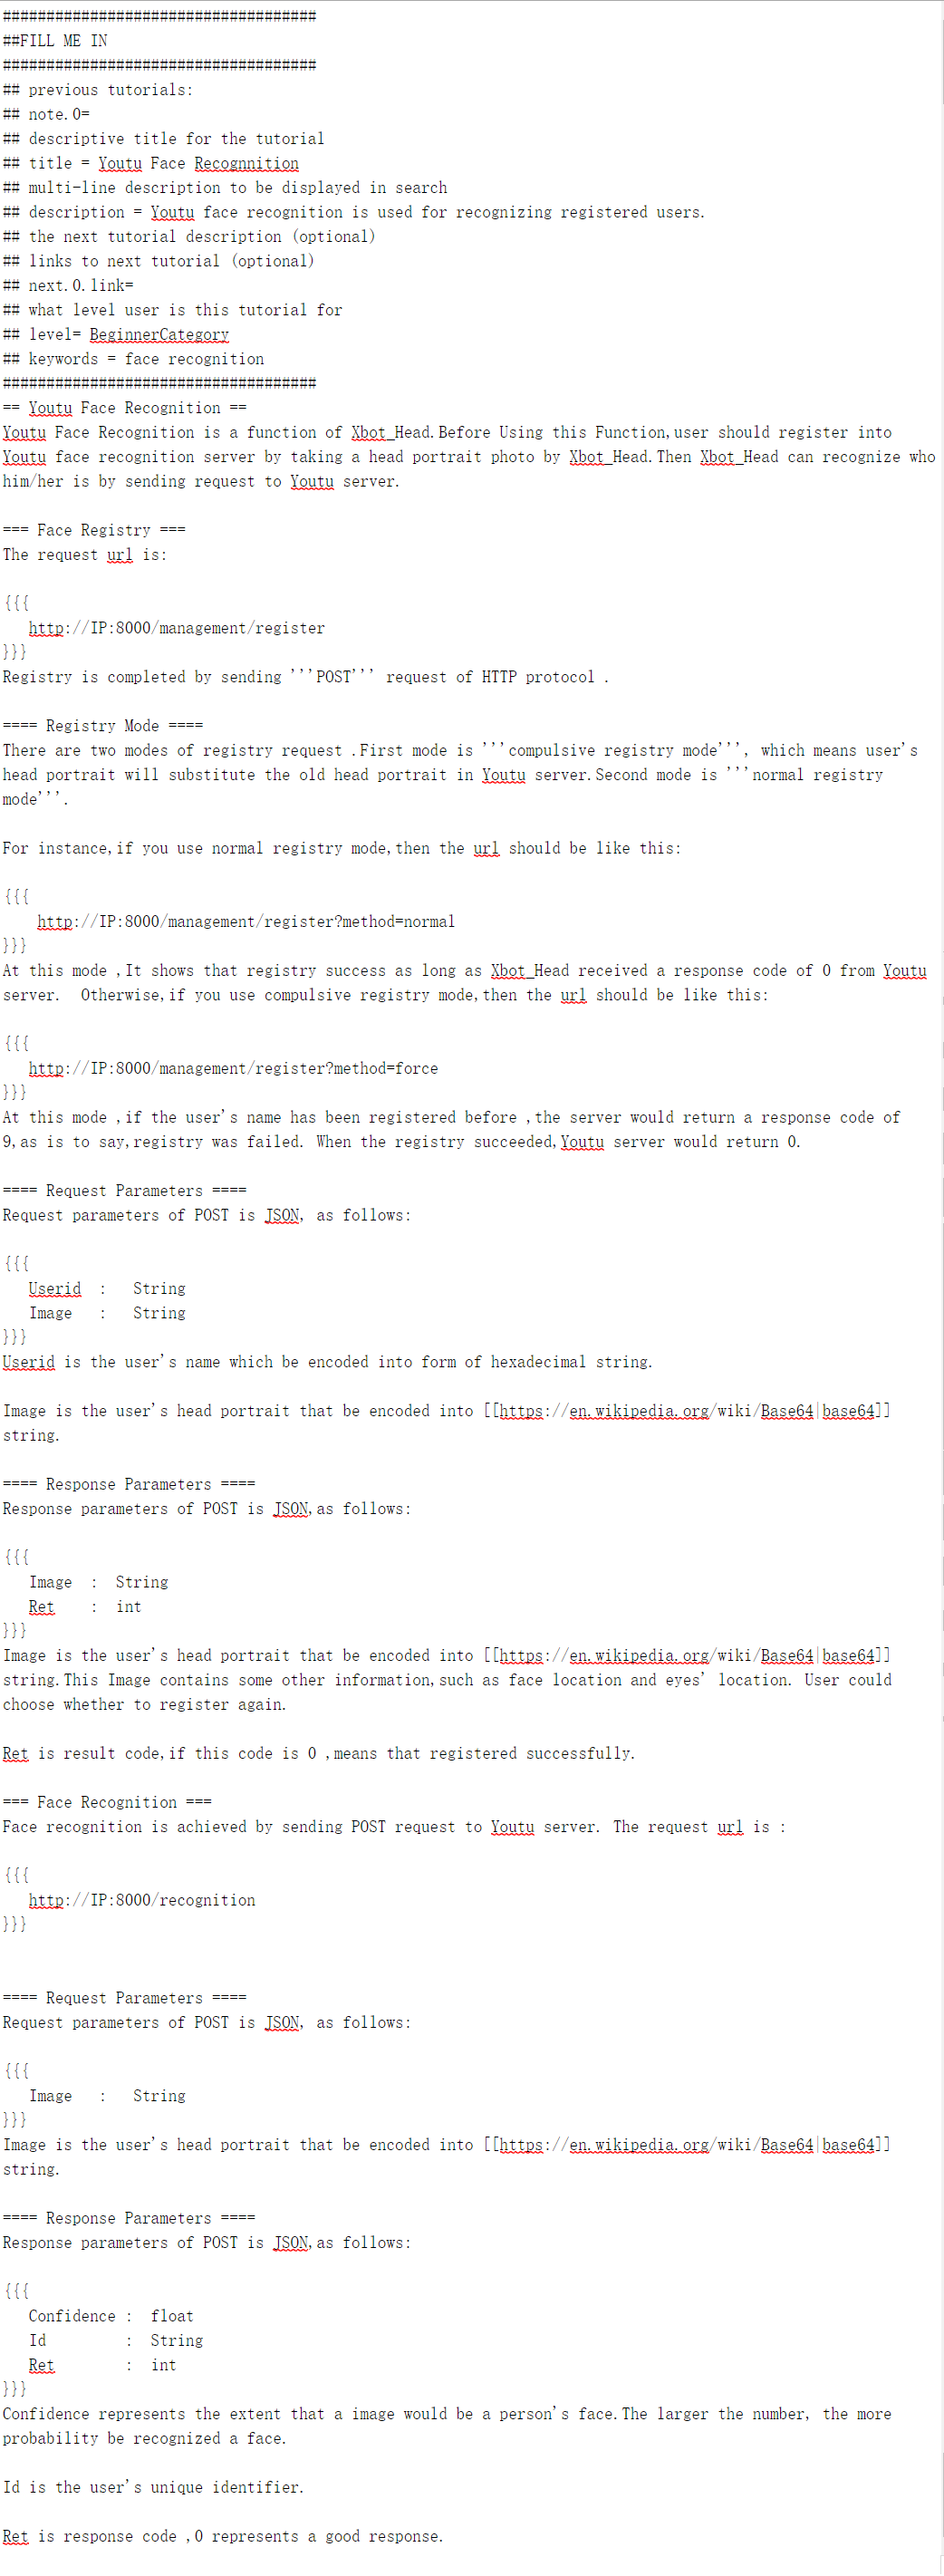 ####################################
##FILL ME IN
####################################
## previous tutorials:
## note.0=
## descriptive title for the tutorial
## title = Youtu Face Recognnition
## multi-line description to be displayed in search
## description = Youtu face recognition is used for recognizing registered users.
## the next tutorial description (optional)
## links to next tutorial (optional)
## next.0.link=
## what level user is this tutorial for
## level= BeginnerCategory
## keywords = face recognition
####################################
== Youtu Face Recognition ==
Youtu Face Recognition is a function of Xbot_Head.Before Using this Function,user should register into
Youtu face recognition server by taking a head portrait photo by Xbot_Head.Then Xbot_Head can recognize who
him/her is by sending request to Youtu server.
=== Face Registry ===
The request url is:
{{{
http://IP:8000/management/register
}}}
Registry is completed by sending '''POST''' request of HTTP protocol .
==== Registry Mode ====
There are two modes of registry request .First mode is '''compulsive registry mode''', which means user's
head portrait will substitute the old head portrait in Youtu server.Second mode is '''normal registry
mode'''.
For instance,if you use normal registry mode,then the url should be like this:
{{{
http://IP:8000/management/register?method=normal
}}}
At this mode ,It shows that registry success as long as Xbot_Head received a response code of 0 from Youtu
server.  Otherwise,if you use compulsive registry mode,then the url should be like this:
{{{
http://IP:8000/management/register?method=force
}}}
At this mode ,if the user's name has been registered before ,the server would return a response code of
9,as is to say,registry was failed. When the registry succeeded,Youtu server would return 0.
==== Request Parameters ====
Request parameters of POST is JSON, as follows:
{{{
Userid  :   String
Image   :   String
}}}
Userid is the user's name which be encoded into form of hexadecimal string.
Image is the user's head portrait that be encoded into [[https://en.wikipedia.org/wiki/Base64|base64]]
string.
==== Response Parameters ====
Response parameters of POST is JSON,as follows:
{{{
Image  :  String
Ret    :  int
}}}
Image is the user's head portrait that be encoded into [[https://en.wikipedia.org/wiki/Base64|base64]]
string.This Image contains some other information,such as face location and eyes' location. User could
choose whether to register again.
Ret is result code,if this code is 0 ,means that registered successfully.
=== Face Recognition ===
Face recognition is achieved by sending POST request to Youtu server. The request url is :
{{{
http://IP:8000/recognition
}}}
==== Request Parameters ====
Request parameters of POST is JSON, as follows:
{{{
Image   :   String
}}}
Image is the user's head portrait that be encoded into [[https://en.wikipedia.org/wiki/Base64|base64]]
string.
==== Response Parameters ====
Response parameters of POST is JSON,as follows:
{{{
Confidence :  float
Id         :  String
Ret        :  int
}}}
Confidence represents the extent that a image would be a person's face.The larger the number, the more
probability be recognized a face.
Id is the user's unique identifier.
Ret is response code ,0 represents a good response.